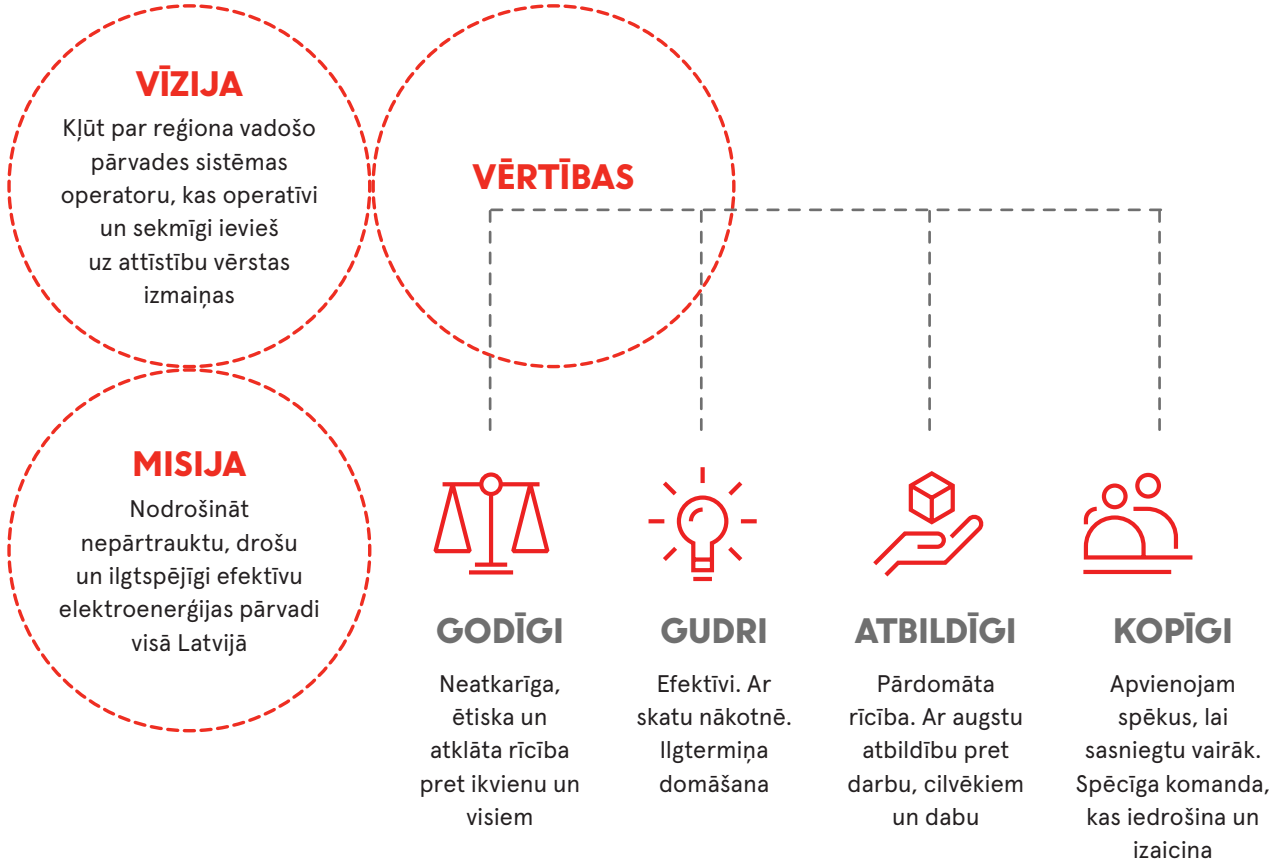 VĪZIJA
Kļūt par reģiona vadošo
pārvades sistēmas
operatoru, kas operatīvi
un sekmīgi ievieš
uz attīstību vērstas
izmaiņas
VĒRTĪBAS
MISIJA
Nodrošināt
nepārtrauktu, drošu
un ilgtspējīgi efektīvu
elektroenerģijas pārvadi
visā Latvijā
GODĪGI
Neatkarīga,
ētiska un
atklāta rīcība
pret ikvienu un
visiem
GUDRI
Efektīvi. Ar
skatu nākotnē.
Ilgtermiņa
domāšana
ATBILDĪGI
Pārdomāta
rīcība. Ar augstu
atbildību pret
darbu, cilvēkiem
un dabu
KOPĪGI
Apvienojam
spēkus, lai
sasniegtu vairāk.
Spēcīga komanda,
kas iedrošina un
izaicina